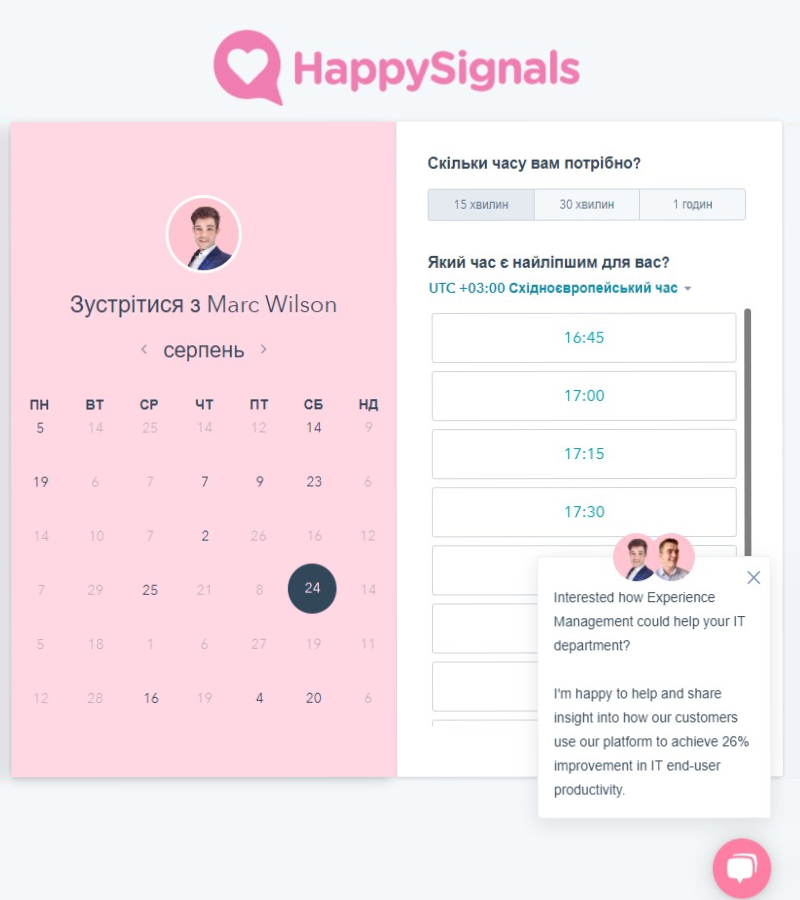 HappySignals
Зустрітися з Marc Wilson
серпень
ПН ВТ СР ЧТ ПТ СБ НД
5 14 25 14 12 14 9
19 6 7 7 9 23 6
14 10 7 2 26 16 12
7 29 25 21 8 24 14
5 18 1 6 27 19 11
12 28 16 19 4 20 6
Скільки часу вам потрібно?
15 хвилин 30 хвилин 1 годин
Який час є найліпшим для вас?
UTC +03:00 Східноєвропейський час
16:45
17:00
17:15
17:30
Interested how Experience
Management could help your IT
department?
I'm happy to help and share
insight into how our customers
use our platform to achieve 26%
improvement in IT end-user
productivity.